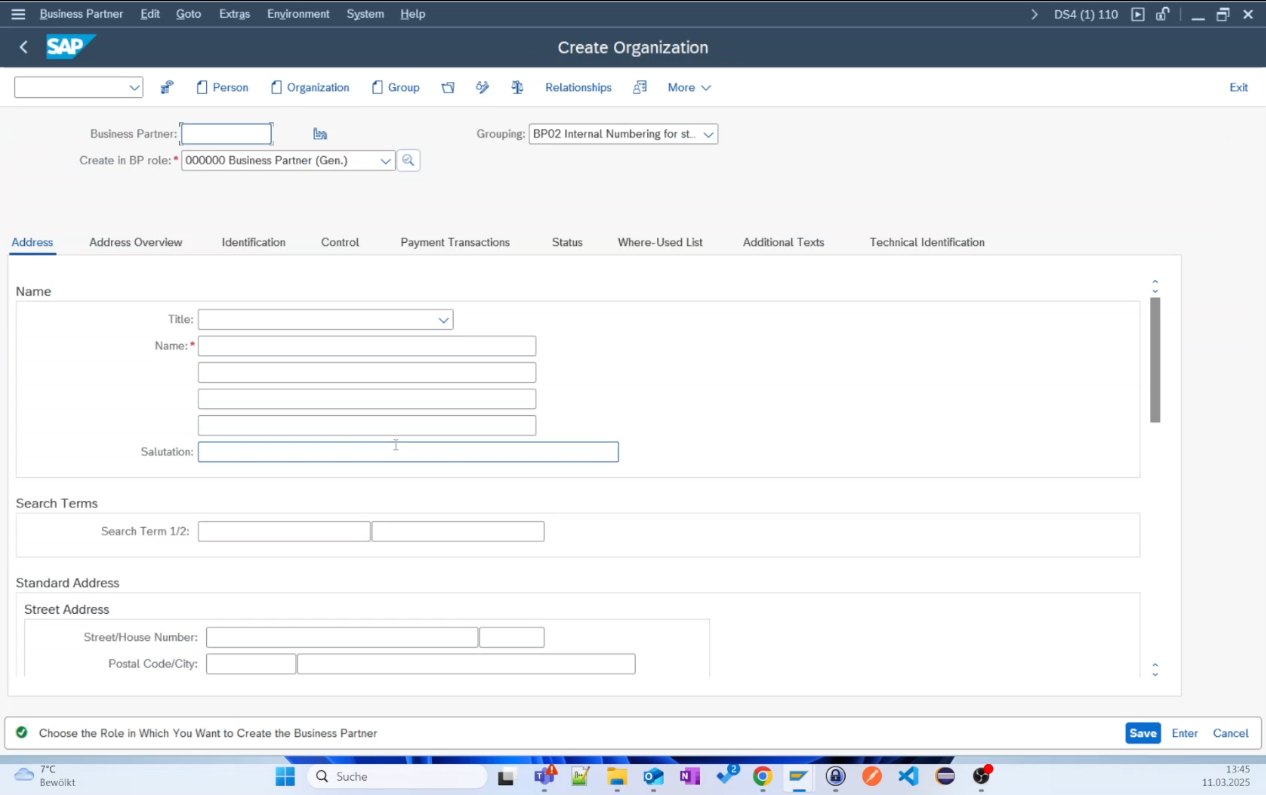 Business Partner Edit Goto Extras Environment System Help DS4 (1) 110
SAP Create Organization
Person Organization Group Relationships More Exit
Business Partner: Grouping: BP02 Internal Numbering for st...
Create in BP role:* 000000 Business Partner (Gen.)
Address Address Overview Identification Control Payment Transactions Status Where-Used List Additional Texts Technical Identification
Name
Title:
Name:*
Salutation:
Search Terms
Search Term 1/2:
Standard Address
Street Address
Street/House Number:
Postal Code/City:
Choose the Role in Which You Want to Create the Business Partner Save Enter Cancel
7°C
Bewölkt
Suche
2
13:45
11.03.2025